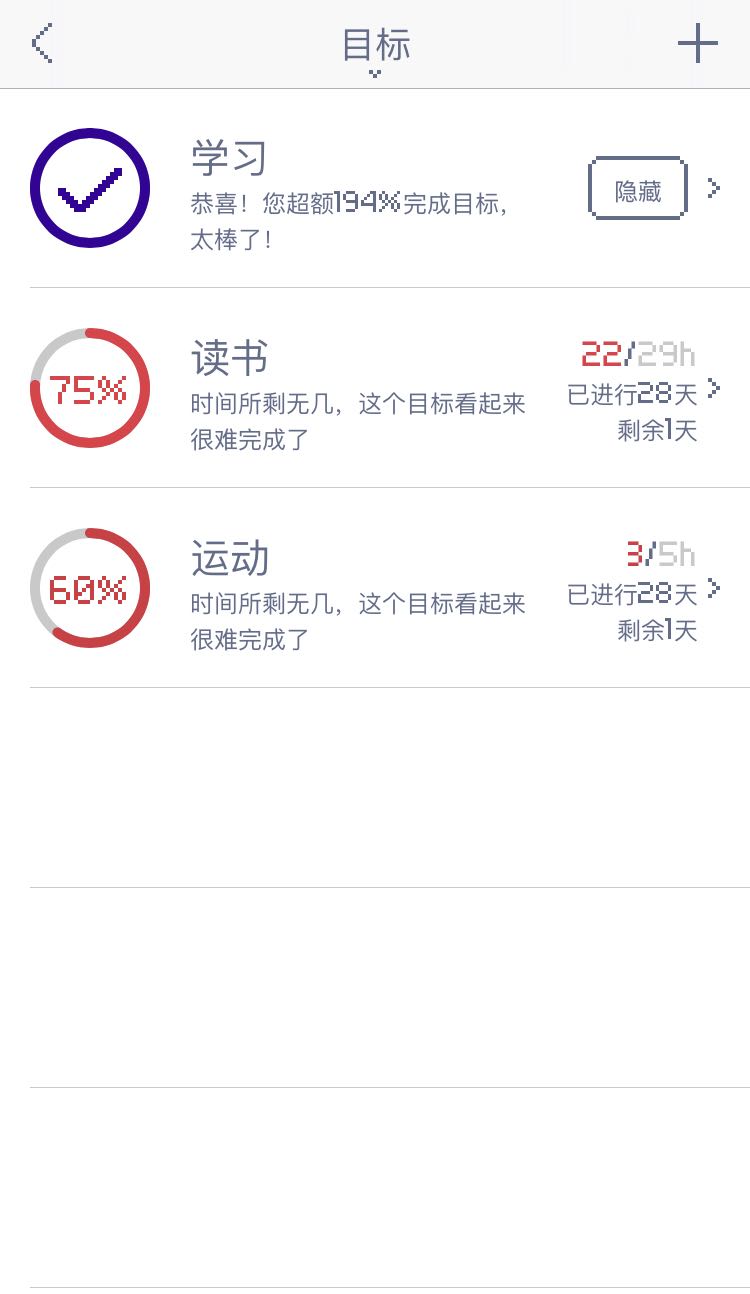 目标
学习
恭喜！您超额194%完成目标，
太棒了！
隐藏
75%
读书
时间所剩无几，这个目标看起来
很难完成了
22/29h
已进行28天
剩余1天
60%
运动
时间所剩无几，这个目标看起来
很难完成了
3/5h
已进行28天
剩余1天